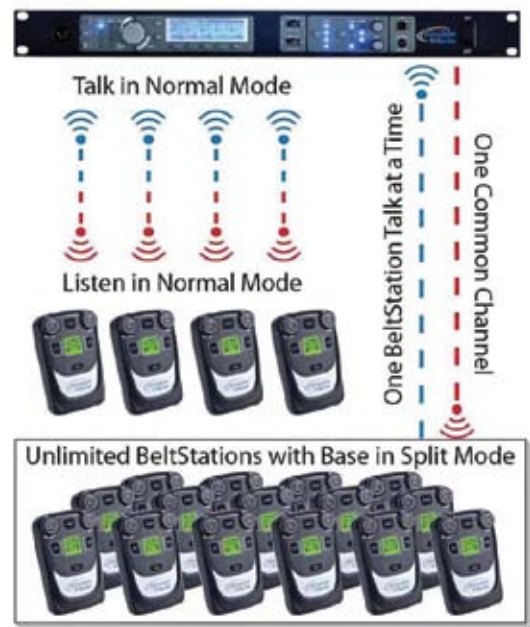 Talk in Normal Mode
Listen in Normal Mode
One BeltStation Talk at a Time
One Common Channel
Unlimited BeltStations with Base in Split Mode